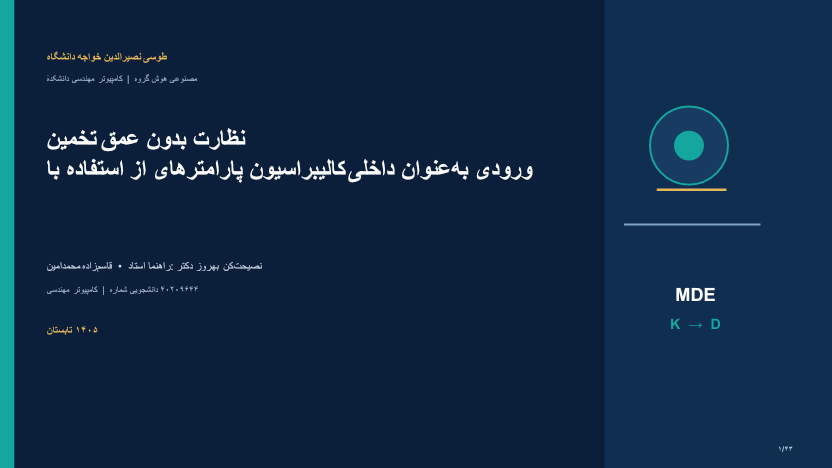 طوسی نصیرالدین خواجه دانشگاه
مصنوعی هوش گروه | کامپیوتر مهندسی دانشکدهٔ
نظارت بدون عمق تخمین
ورودی به‌عنوان داخلی کالیبراسیون پارامترهای از استفاده با
نصیحت‌کن بهروز دکتر :راهنما استاد • قاسم‌زاده محمدامین
۴۰۲۰۹۶۴۴ دانشجویی شماره | کامپیوتر مهندسی
۱۴۰۵ تابستان
MDE
K → D
۱/۴۳